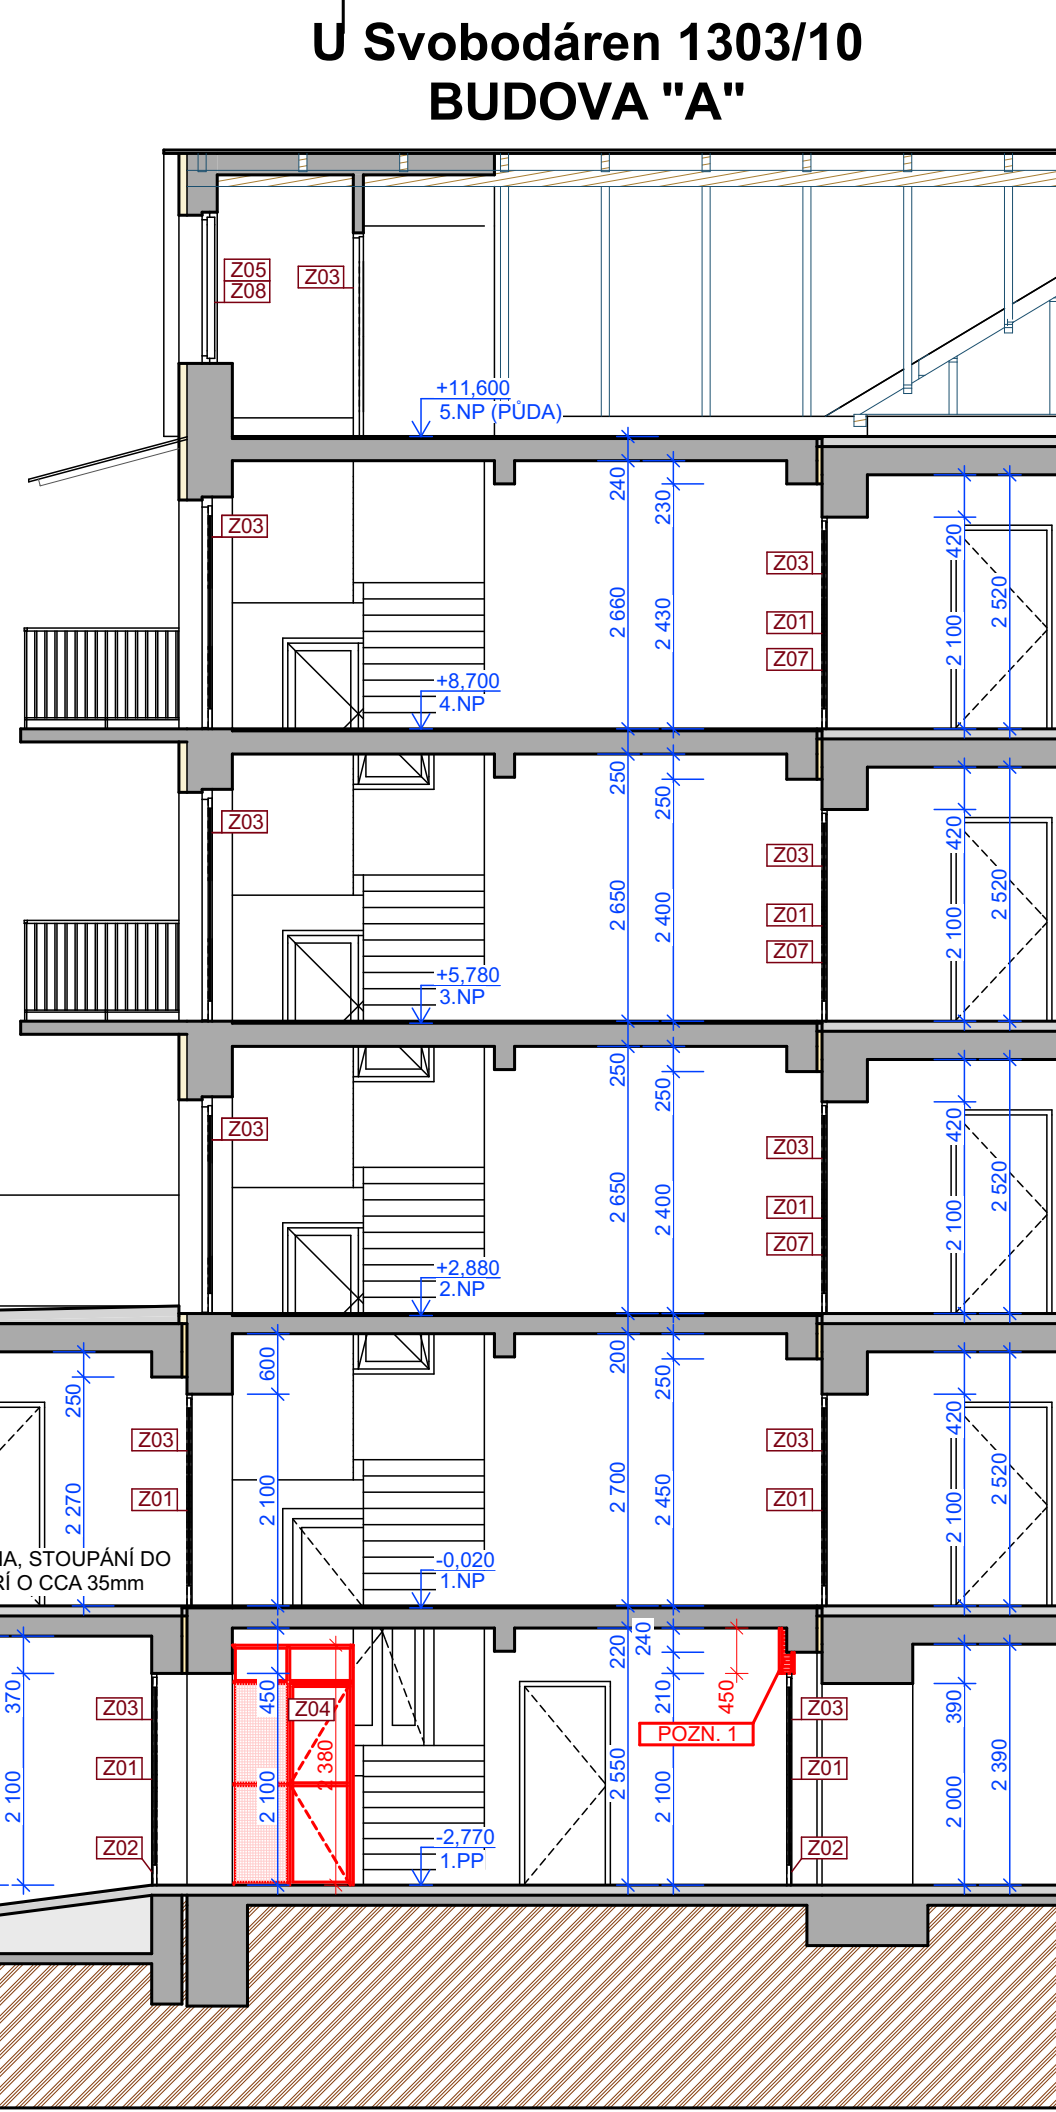 U Svobodáren 1303/10
BUDOVA "A"
Z05
Z08
Z03
+11,600
5.NP (PŮDA)
240
230
Z03
Z03
420
2 660
2 430
2 100
2 520
Z01
Z07
+8,700
4.NP
250
250
Z03
Z03
420
2 650
2 400
2 100
2 520
Z01
Z07
+5,780
3.NP
250
250
Z03
Z03
420
2 650
2 400
2 100
2 520
Z01
Z07
+2,880
2.NP
600
200
250
250
420
Z03
Z03
2 270
2 100
2 700
2 450
2 100
2 520
Z01
Z01
STOUPÁNÍ DO
O CCA 35mm
-0,020
1.NP
220
240
370
450
210
450
390
Z03
Z04
Z03
POZN. 1
2 380
Z01
Z01
2 100
2 100
2 550
2 100
2 000
2 390
Z02
Z02
-2,770
1.PP